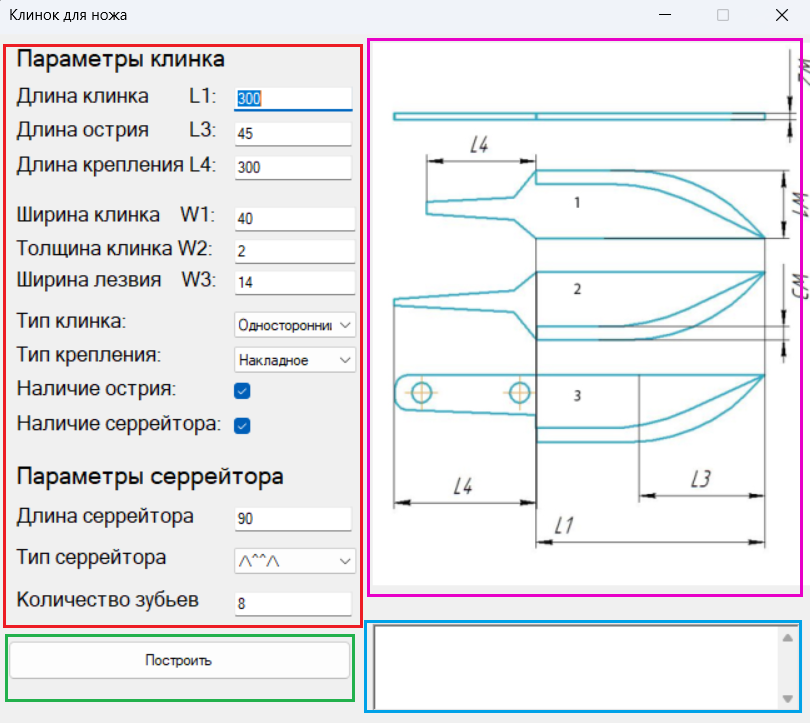 Клинок для ножа
Параметры клинка
Длина клинка L1: 300
Длина острия L3: 45
Длина крепления L4: 300
Ширина клинка W1: 40
Толщина клинка W2: 2
Ширина лезвия W3: 14
Тип клинка: Односторонни
Тип крепления: Накладное
Наличие острия:
Наличие серрейтора:
Параметры серрейтора
Длина серрейтора 90
Тип серрейтора /\^^/\
Количество зубьев 8
Построить
W2
L4
1
W1
2
W3
3
L4
L3
L1